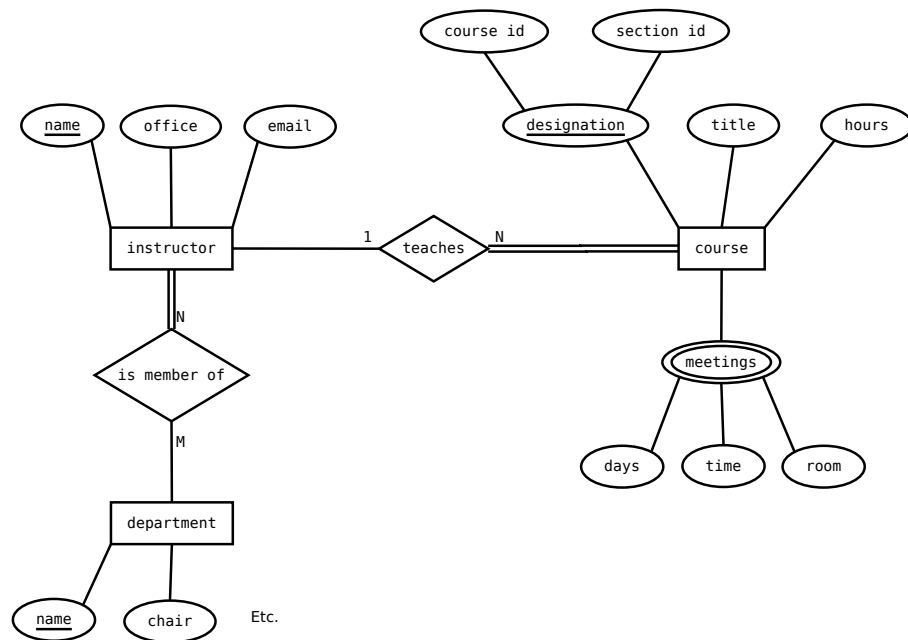 course id
section id
name
office
email
designation
title
hours
instructor
1
teaches
N
course
N
is member of
meetings
M
days
time
room
department
name
chair
Etc.